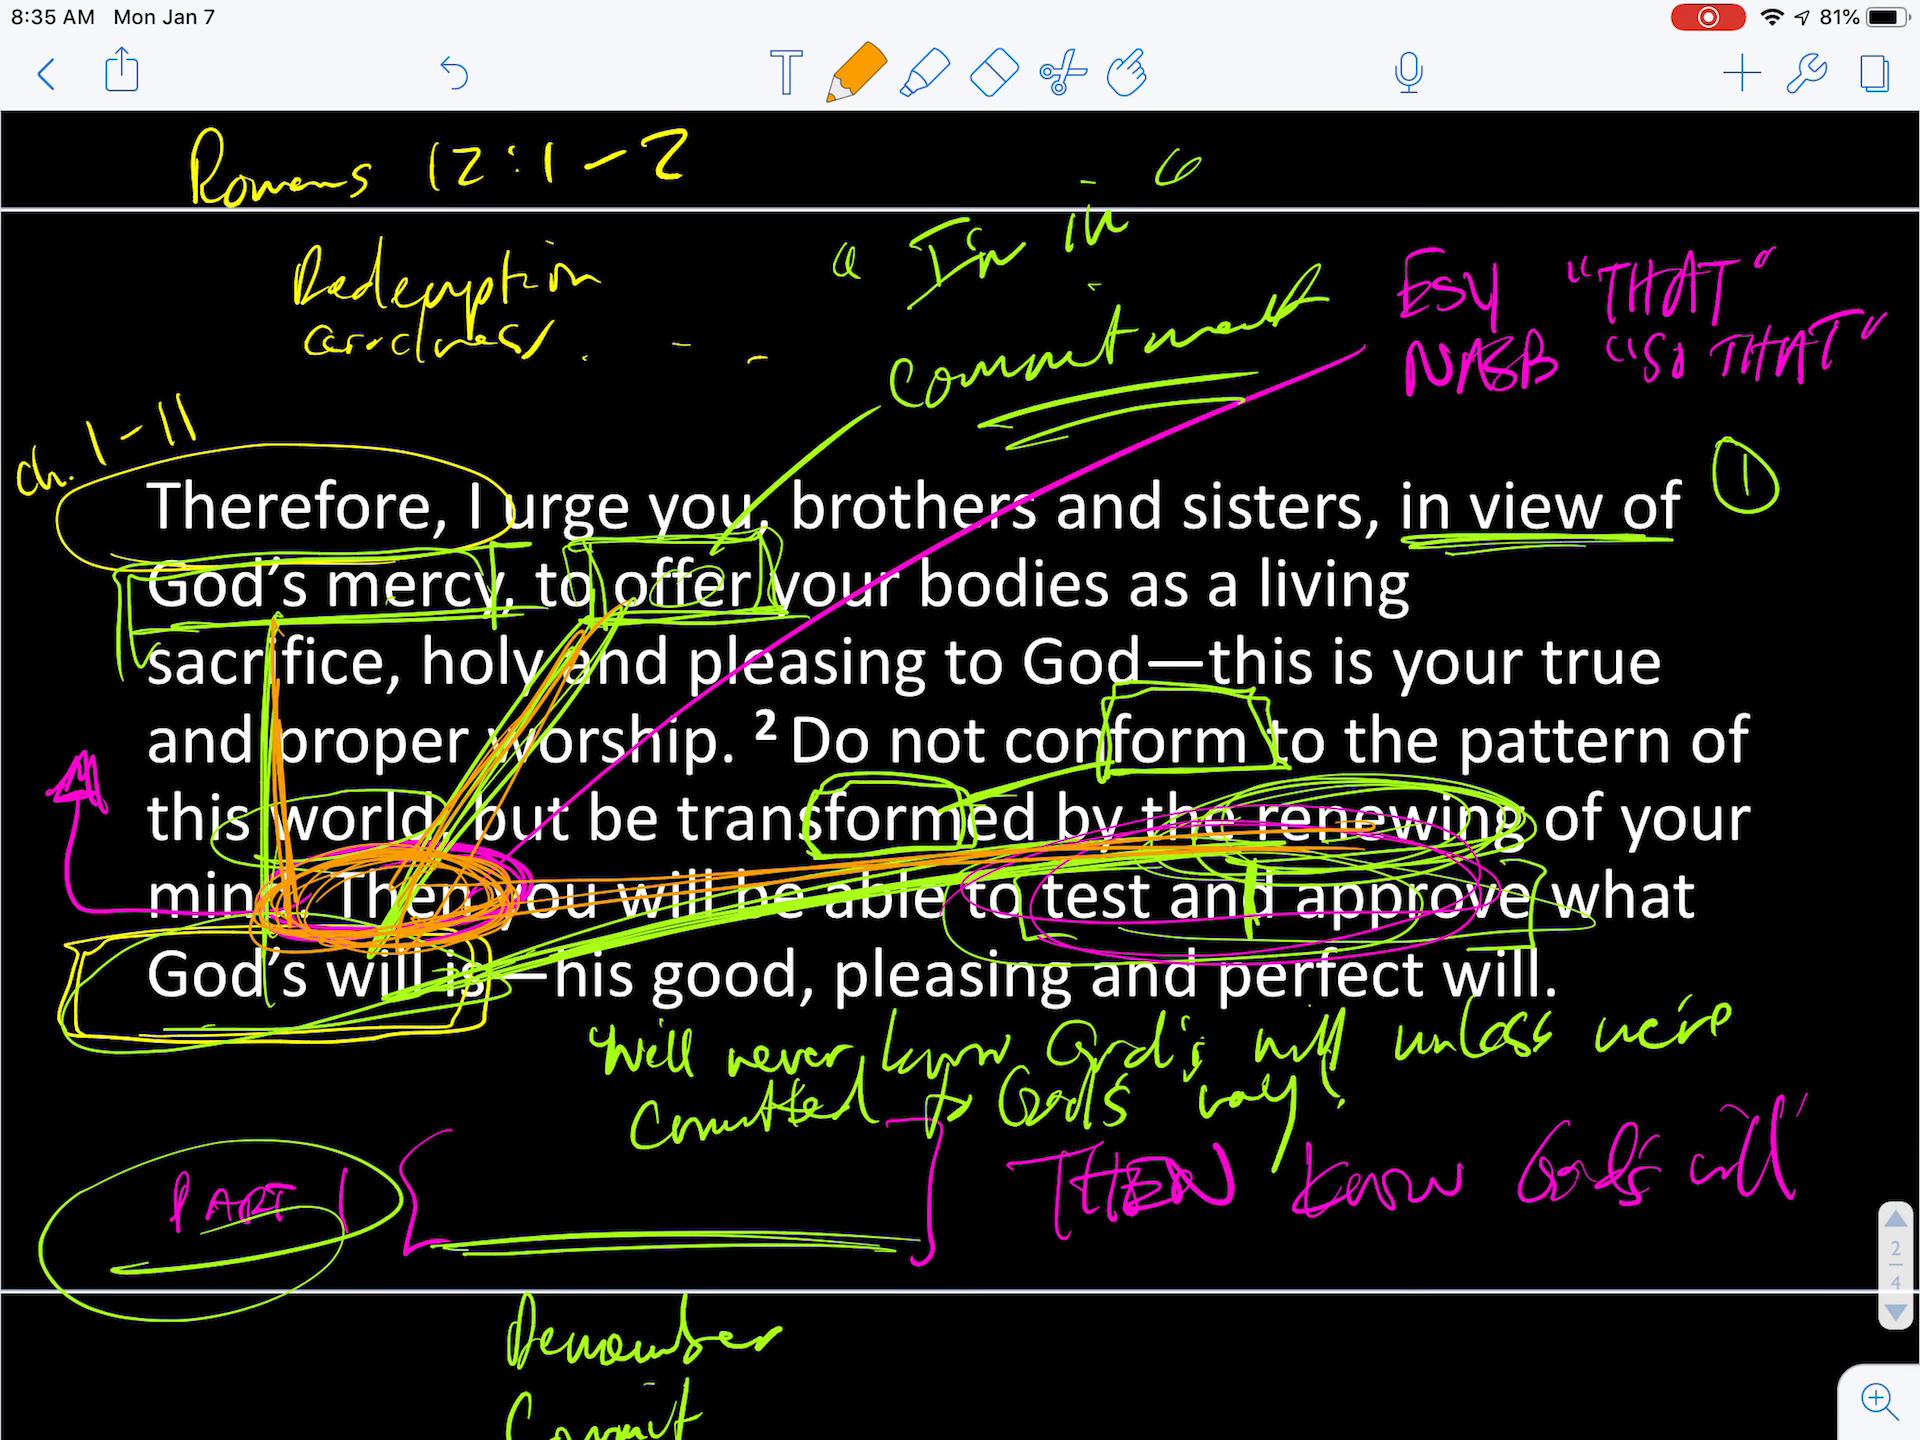 8:35 AM Mon Jan 7
81%
T
Romans 12:1-2
Redemption
"I'm in"
commitment
ESV "THAT"
NASB "SO THAT"
ch. 1-11
1
Therefore, I urge you, brothers and sisters, in view of
God's mercy, to offer your bodies as a living
sacrifice, holy and pleasing to God—this is your true
and proper worship. 2 Do not conform to the pattern of
this world, but be transformed by the renewing of your
mind. Then you will be able to test and approve what
God's will is—his good, pleasing and perfect will.
Will never know God's will unless we're
committed to God's way!
PART 1
THEN know God's will
2
4
Remember
Commit